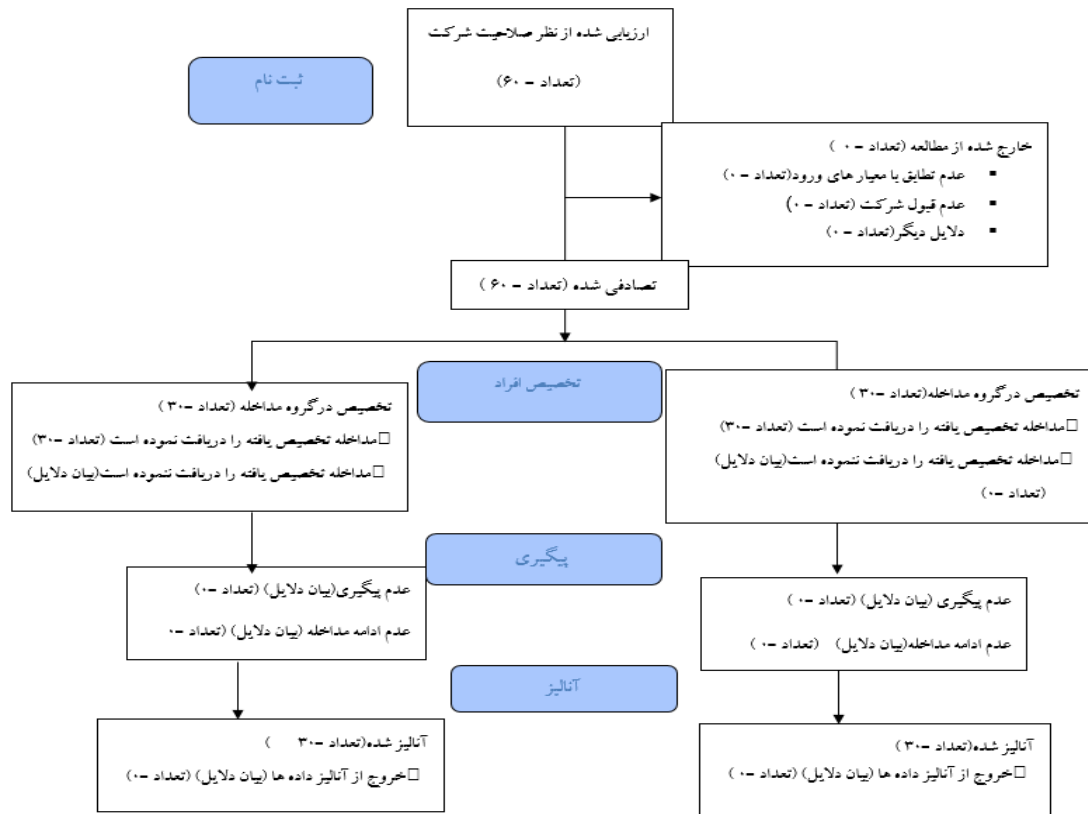 ارزیابی شده از نظر صلاحیت شرکت
(تعداد - ۶۰)
ثبت نام
خارج شده از مطالعه (تعداد - ۰ )
▪ عدم تطابق با معیار های ورود(تعداد - ۰)
▪ عدم قبول شرکت (تعداد - ۰)
▪ دلایل دیگر(تعداد - ۰)
تصادفی شده (تعداد - ۶۰ )
تخصیص افراد
تخصیص درگروه مداخله(تعداد -۳۰ )
□مداخله تخصیص یافته را دریافت نموده است (تعداد -۳۰)
□مداخله تخصیص یافته را دریافت ننموده است(بیان دلایل)
(تعداد -۰)
تخصیص درگروه مداخله (تعداد -۳۰ )
□مداخله تخصیص یافته را دریافت نموده است (تعداد -۳۰)
□مداخله تخصیص یافته را دریافت ننموده است(بیان دلایل)
پیگیری
عدم پیگیری (بیان دلایل) (تعداد -۰ )
عدم ادامه مداخله(بیان دلایل) (تعداد -۰ )
عدم پیگیری(بیان دلایل) (تعداد -۰)
عدم ادامه مداخله (بیان دلایل) (تعداد -۰
آنالیز
آنالیز شده(تعداد -۳۰ )
□خروج از آنالیز داده ها (بیان دلایل) (تعداد -۰ )
آنالیز شده(تعداد -۳۰ )
□خروج از آنالیز داده ها (بیان دلایل) (تعداد -۰)